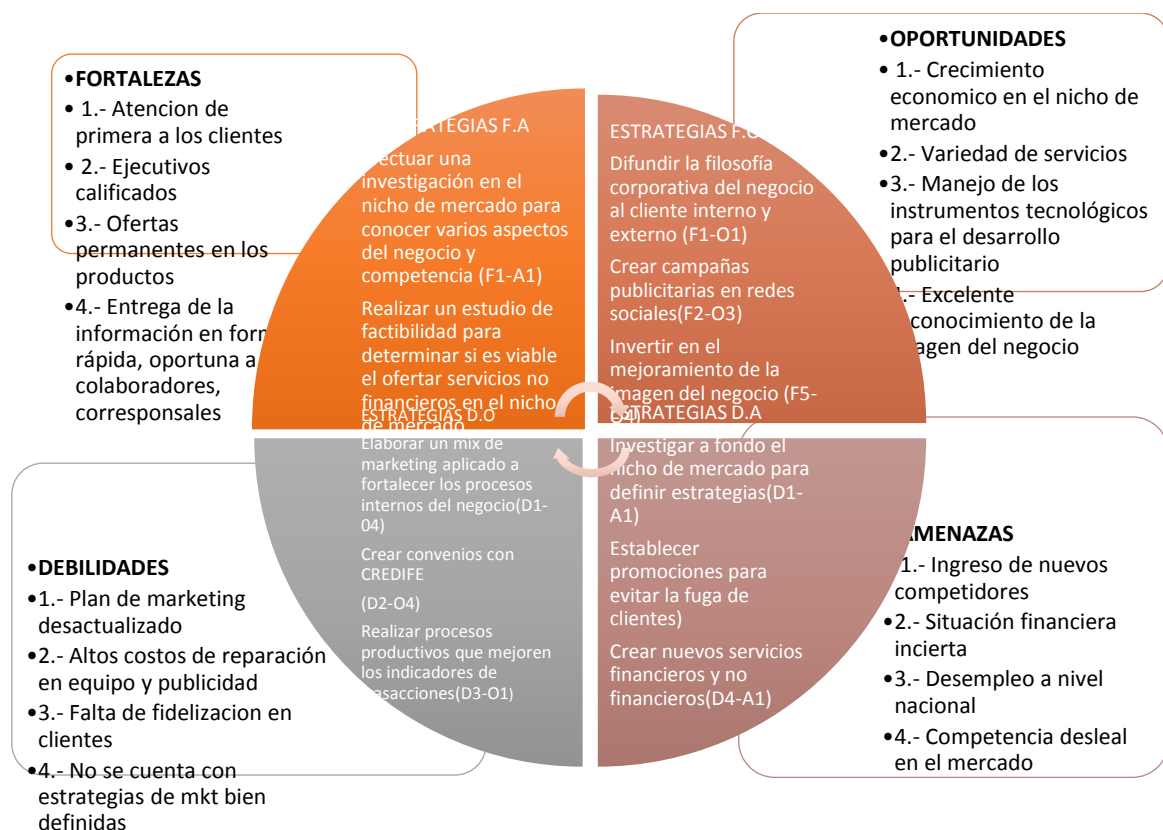 •FORTALEZAS
• 1.- Atencion de
primera a los clientes
• 2.- Ejecutivos
calificados
•3.- Ofertas
permanentes en los
productos
•4.- Entrega de la
información en
rápida, oportuna a
colaboradores,
corresponsales
F.A
una
investigación en el
nicho de mercado para
conocer varios aspectos
del negocio y
competencia (F1-A1)
Realizar un estudio de
factibilidad para
determinar si es viable
el ofertar servicios no
financieros en el nicho
de mercado
ESTRATEGIAS
Difundir la filosofía
corporativa del negocio
al cliente interno y
externo (F1-O1)
Crear campañas
publicitarias en redes
sociales(F2-O3)
Invertir en el
mejoramiento de la
imagen del negocio (F5-
O4)
•OPORTUNIDADES
• 1.- Crecimiento
economico en el nicho de
mercado
•2.- Variedad de servicios
•3.- Manejo de los
instrumentos tecnológicos
para el desarrollo
publicitario
Excelente
de la
del negocio
•DEBILIDADES
•1.- Plan de marketing
desactualizado
•2.- Altos costos de reparación
en equipo y publicidad
•3.- Falta de fidelizacion en
clientes
•4.- No se cuenta con
estrategias de mkt bien
definidas
ESTRATEGIAS D.O
Elaborar un mix de
marketing aplicado a
fortalecer los procesos
internos del negocio(D1-
04)
Crear convenios con
CREDIFE
(D2-O4)
Realizar procesos
productivos que mejoren
los indicadores de
ESTRATEGIAS D.A
Investigar a fondo el
nicho de mercado para
definir estrategias(D1-
A1)
Establecer
promociones para
evitar la fuga de
clientes)
Crear nuevos servicios
financieros y no
financieros(D4-A1)
AMENAZAS
1.- Ingreso de nuevos
competidores
•2.- Situación financiera
incierta
•3.- Desempleo a nivel
nacional
•4.- Competencia desleal
en el mercado